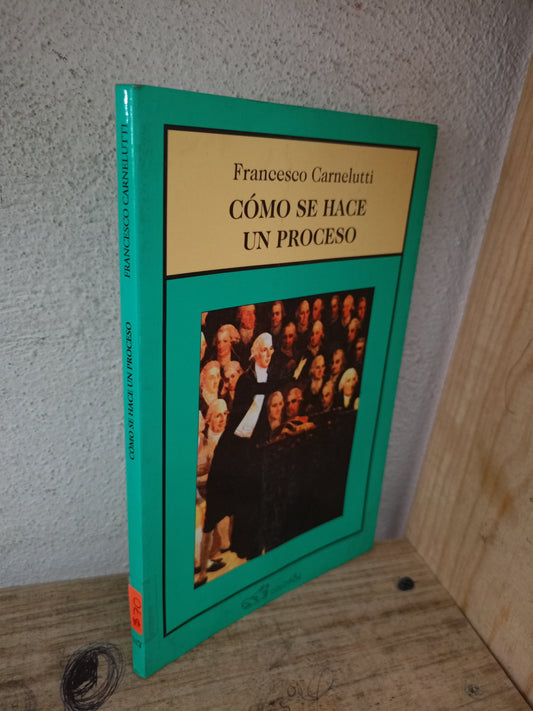 Francesco Carnelutti
CÓMO SE HACE
UN PROCESO
FRANCESCO CARNELUTTI
CÓMO SE HACE UN PROCESO